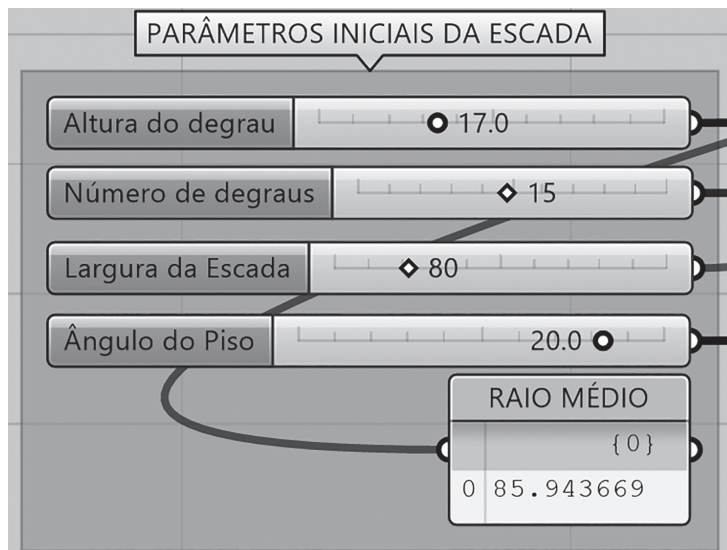 PARÂMETROS INICIAIS DA ESCADA
Altura do degrau 17.0
Número de degraus 15
Largura da Escada 80
Ângulo do Piso 20.0
RAIO MÉDIO
{0}
0 85.943669